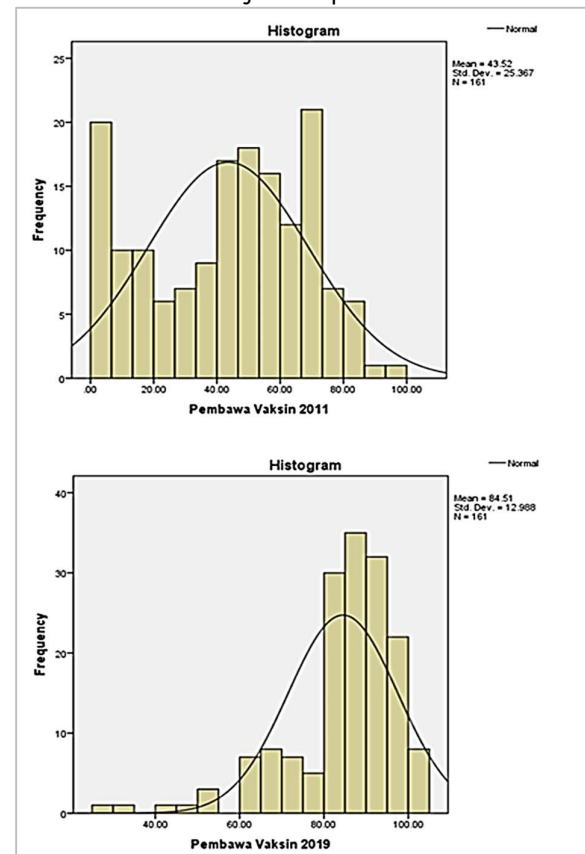 Histogram
Normal
Mean = 43.52
Std. Dev. = 25.367
N = 161
25
20
15
10
5
0
Frequency
.00 20.00 40.00 60.00 80.00 100.00
Pembawa Vaksin 2011
Histogram
Normal
Mean = 84.51
Std. Dev. = 12.988
N = 161
40
30
20
10
0
Frequency
40.00 60.00 80.00 100.00
Pembawa Vaksin 2019